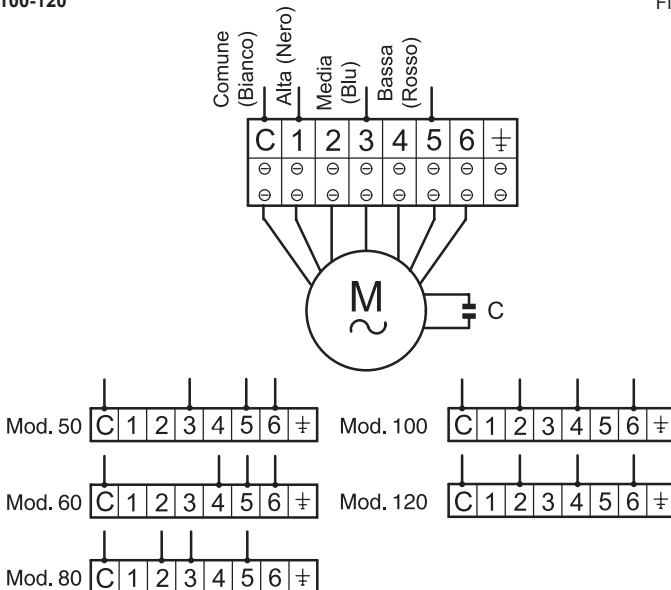 100-120
Comune
(Bianco)
Alta (Nero)
Media
(Blu)
Bassa
(Rosso)
C 1 2 3 4 5 6
M
C
Mod. 50 C 1 2 3 4 5 6
Mod. 100 C 1 2 3 4 5 6
Mod. 60 C 1 2 3 4 5 6
Mod. 120 C 1 2 3 4 5 6
Mod. 80 C 1 2 3 4 5 6